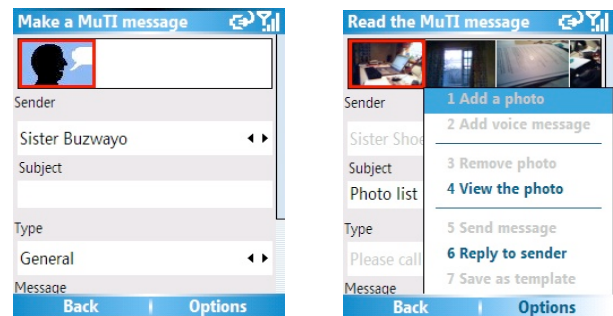 Make a MuTI message
Sender
Sister Buzwayo
Subject
Type
General
Message
Back Options
Read the MuTI message
Sender
Sister Shoe
Subject
Photo list
Type
Please call
Message
1 Add a photo
2 Add voice message
3 Remove photo
4 View the photo
5 Send message
6 Reply to sender
7 Save as template
Back Options